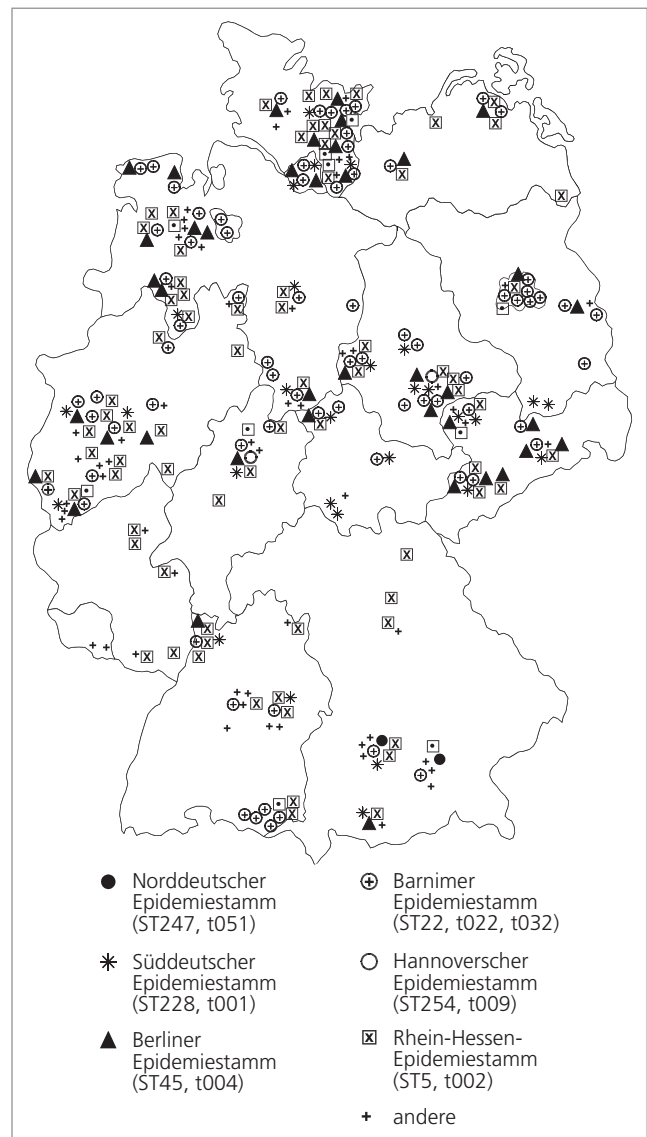 Norddeutscher
Epidemiestamm
(ST247, t051)
Süddeutscher
Epidemiestamm
(ST228, t001)
Berliner
Epidemiestamm
(ST45, t004)
Barnimer
Epidemiestamm
(ST22, t022, t032)
Hannoverscher
Epidemiestamm
(ST254, t009)
Rhein-Hessen-
Epidemiestamm
(ST5, t002)
andere